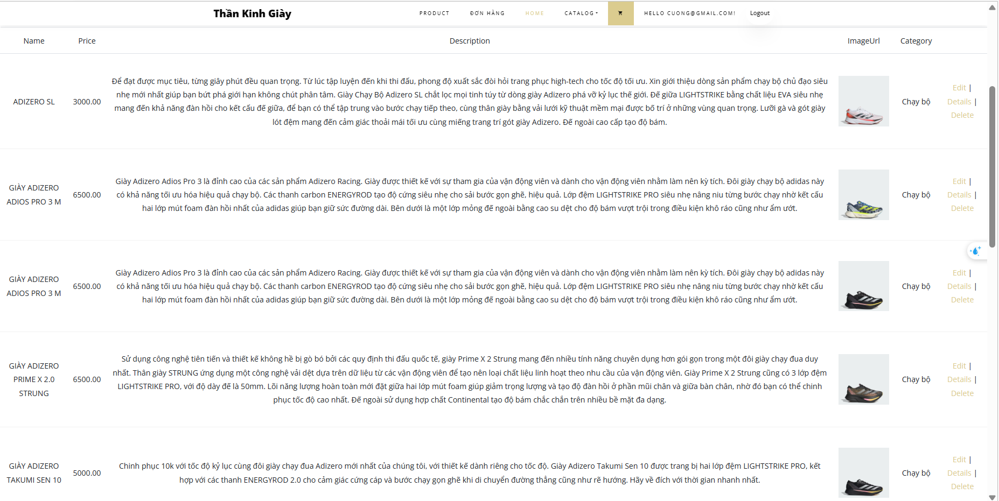 Thần Kinh Giày
PRODUCT ĐƠN HÀNG HOME CATALOG HELLO CUONG@GMAIL.COM! Logout
Name Price Description ImageUrl Category
ADIZERO SL
3000.00
Để đạt được mục tiêu, từng giây phút đều quan trọng. Từ lúc tập luyện đến khi thi đấu, phong độ xuất sắc đòi hỏi trang phục high-tech cho tốc độ tối ưu. Xin giới thiệu dòng sản phẩm chạy bộ chủ đạo siêu
nhẹ mới nhất giúp bạn bứt phá giới hạn không chút phân tâm. Giày Chạy Bộ Adizero SL chắt lọc mọi tinh túy từ dòng giày Adizero phá vỡ kỷ lục thế giới. Đế giữa LIGHTSTRIKE bằng chất liệu EVA siêu nhẹ
mang đến khả năng đàn hồi cho kết cấu đế giữa, để bạn có thể tập trung vào bước chạy tiếp theo, cùng thân giày bằng vải lưới kỹ thuật mềm mại được bố trí ở những vùng quan trọng. Lưỡi gà và gót giày
lót đệm mang đến cảm giác thoải mái tối ưu cùng miếng trang trí gót giày Adizero. Đế ngoài cao cấp tạo độ bám.
Chạy bộ
Edit |
Details |
Delete
GIÀY ADIZERO
ADIOS PRO 3 M
6500.00
Giày Adizero Adios Pro 3 là đỉnh cao của các sản phẩm Adizero Racing. Giày được thiết kế với sự tham gia của vận động viên và dành cho vận động viên nhằm làm nên kỳ tích. Đôi giày chạy bộ adidas này
có khả năng tối ưu hóa hiệu quả chạy bộ. Các thanh carbon ENERGYROD tạo độ cứng siêu nhẹ cho sải bước gọn ghẽ, hiệu quả. Lớp đệm LIGHTSTRIKE PRO siêu nhẹ nâng niu từng bước chạy nhờ kết cấu
hai lớp mút foam đàn hồi nhất của adidas giúp bạn giữ sức đường dài. Bên dưới là một lớp mỏng đế ngoài bằng cao su dệt cho độ bám vượt trội trong điều kiện khô ráo cũng như ẩm ướt.
Chạy bộ
Edit |
Details |
Delete
GIÀY ADIZERO
ADIOS PRO 3 M
6500.00
Giày Adizero Adios Pro 3 là đỉnh cao của các sản phẩm Adizero Racing. Giày được thiết kế với sự tham gia của vận động viên và dành cho vận động viên nhằm làm nên kỳ tích. Đôi giày chạy bộ adidas này
có khả năng tối ưu hóa hiệu quả chạy bộ. Các thanh carbon ENERGYROD tạo độ cứng siêu nhẹ cho sải bước gọn ghẽ, hiệu quả. Lớp đệm LIGHTSTRIKE PRO siêu nhẹ nâng niu từng bước chạy nhờ kết cấu
hai lớp mút foam đàn hồi nhất của adidas giúp bạn giữ sức đường dài. Bên dưới là một lớp mỏng đế ngoài bằng cao su dệt cho độ bám vượt trội trong điều kiện khô ráo cũng như ẩm ướt.
Chạy bộ
Edit |
Details |
Delete
GIÀY ADIZERO
PRIME X 2.0
STRUNG
6500.00
Sử dụng công nghệ tiên tiến và thiết kế không hề bị gò bó bởi các quy định thi đấu quốc tế, giày Prime X 2 Strung mang đến nhiều tính năng chuyên dụng hơn gói gọn trong một đôi giày chạy đua duy
nhất. Thân giày STRUNG ứng dụng một công nghệ vải dệt dựa trên dữ liệu từ các vận động viên để tạo nên loại chất liệu linh hoạt theo nhu cầu của vận động viên. Giày Prime X 2 Strung cũng có 3 lớp đệm
LIGHTSTRIKE PRO, với độ dày đế là 50mm. Lõi năng lượng hoàn toàn mới đặt giữa hai lớp mút foam giúp giảm trọng lượng và tạo độ đàn hồi ở phần mũi chân và giữa bàn chân, nhờ đó bạn có thể chinh
phục tốc độ cao nhất. Đế ngoài sử dụng hợp chất Continental tạo độ bám chắc chắn trên nhiều bề mặt đa dạng.
Chạy bộ
Edit |
Details |
Delete
GIÀY ADIZERO
TAKUMI SEN 10
5000.00
Chinh phục 10k với tốc độ kỷ lục cùng đôi giày chạy đua Adizero mới nhất của chúng tôi, với thiết kế dành riêng cho tốc độ. Giày Adizero Takumi Sen 10 được trang bị hai lớp đệm LIGHTSTRIKE PRO, kết
hợp với các thanh ENERGYROD 2.0 cho cảm giác cứng cáp và bước chạy gọn ghẽ khi di chuyển đường thẳng cũng như rẽ hướng. Hãy về đích với thời gian nhanh nhất.
Chạy bộ
Edit |
Details |
Delete